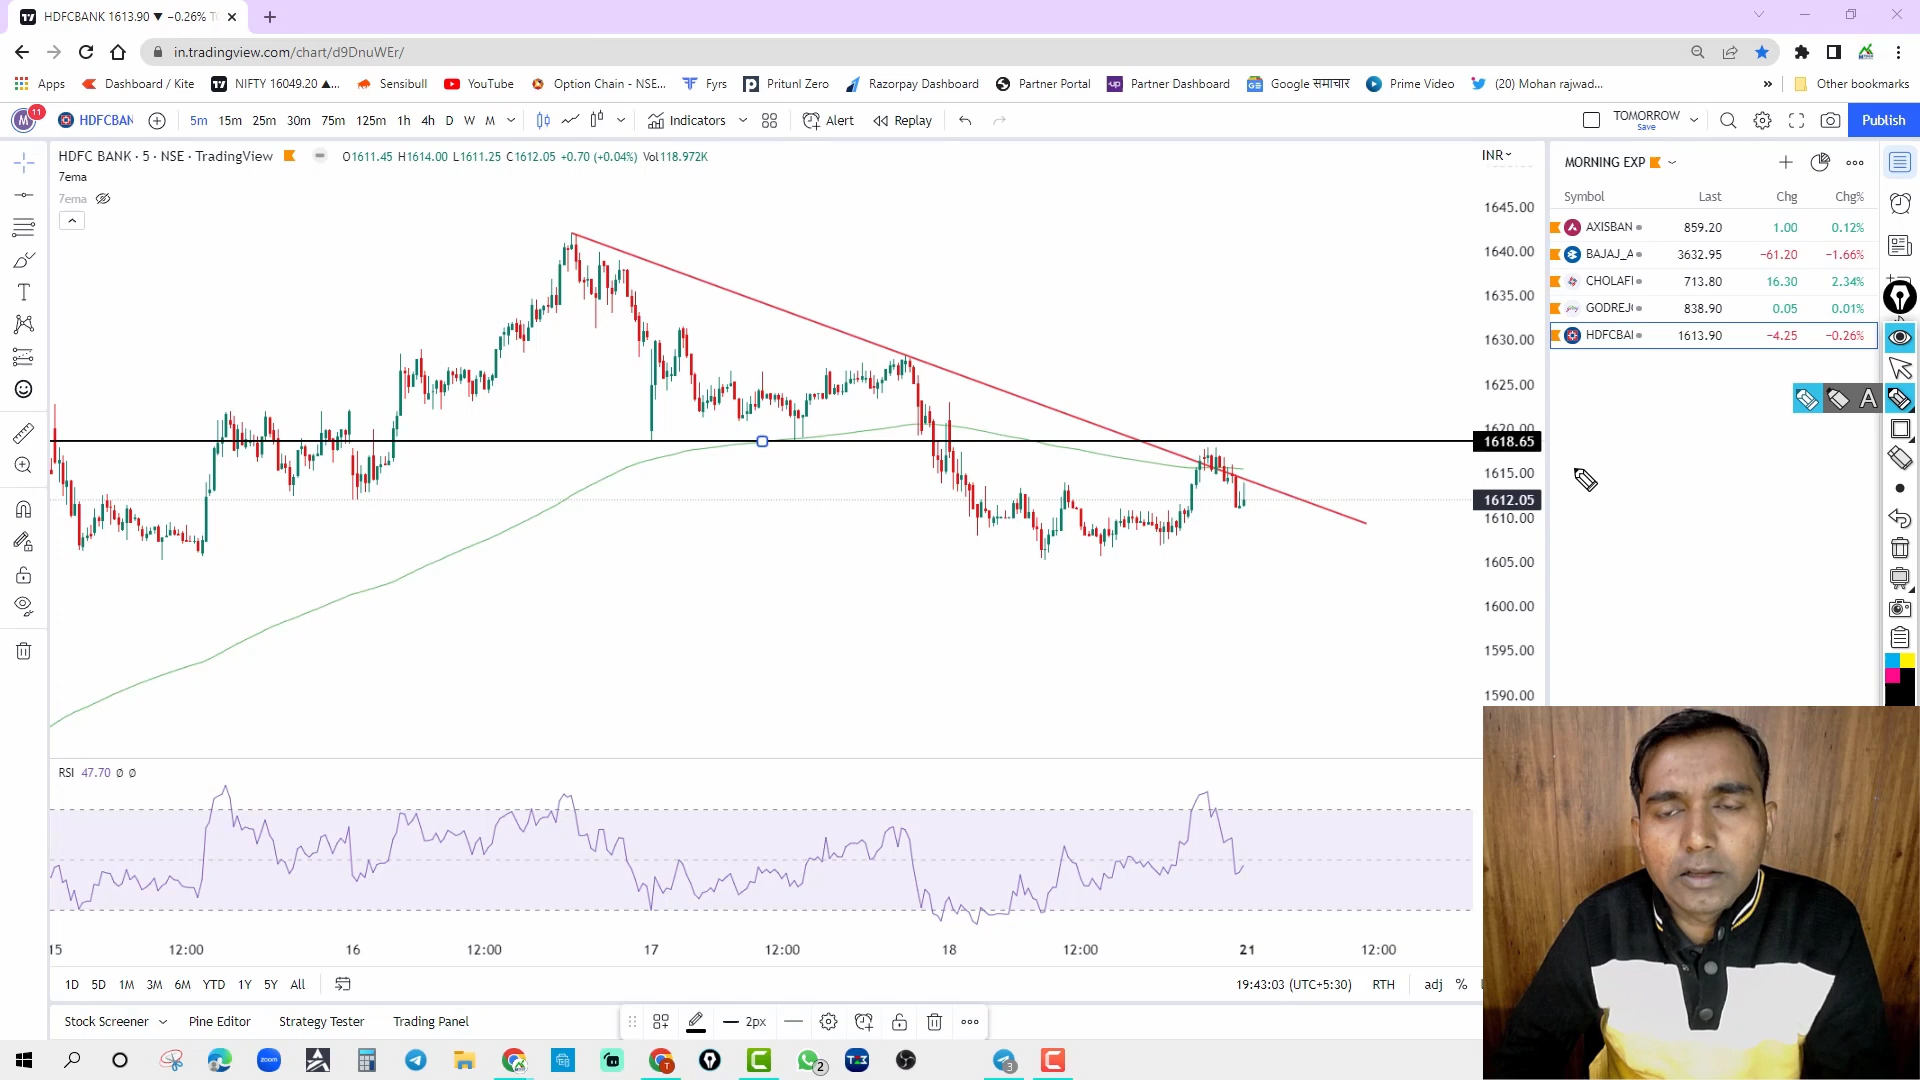 HDFCBANK 1613.90 ▼ −0.26%
in.tradingview.com/chart/d9DnuWEr/
Apps Dashboard / Kite NIFTY 16049.20 ▲... Sensibull YouTube Option Chain - NSE... Fyrs Pritunl Zero Razorpay Dashboard Partner Portal Partner Dashboard Google समाचार Prime Video (20) Mohan rajwad... » Other bookmarks
M 11 HDFCBAN 5m 15m 25m 30m 75m 125m 1h 4h D W M Indicators Alert Replay TOMORROW Save Publish
HDFC BANK · 5 · NSE · TradingView O1611.45 H1614.00 L1611.25 C1612.05 +0.70 (+0.04%) Vol118.972K INR
7ema
7ema
1645.00
1640.00
1635.00
1630.00
1625.00
1620.00
1618.65
1615.00
1612.05
1610.00
1605.00
1600.00
1595.00
1590.00
MORNING EXP
Symbol Last Chg Chg%
AXISBAN 859.20 1.00 0.12%
BAJAJ_A 3632.95 −61.20 −1.66%
CHOLAFI 713.80 16.30 2.34%
GODREJ 838.90 0.05 0.01%
HDFCBAI 1613.90 −4.25 −0.26%
A
RSI 47.70 Ø Ø
15 12:00 16 12:00 17 12:00 18 12:00 21 12:00
1D 5D 1M 3M 6M YTD 1Y 5Y All 19:43:03 (UTC+5:30) RTH adj %
Stock Screener Pine Editor Strategy Tester Trading Panel 2px
zoom 2 3